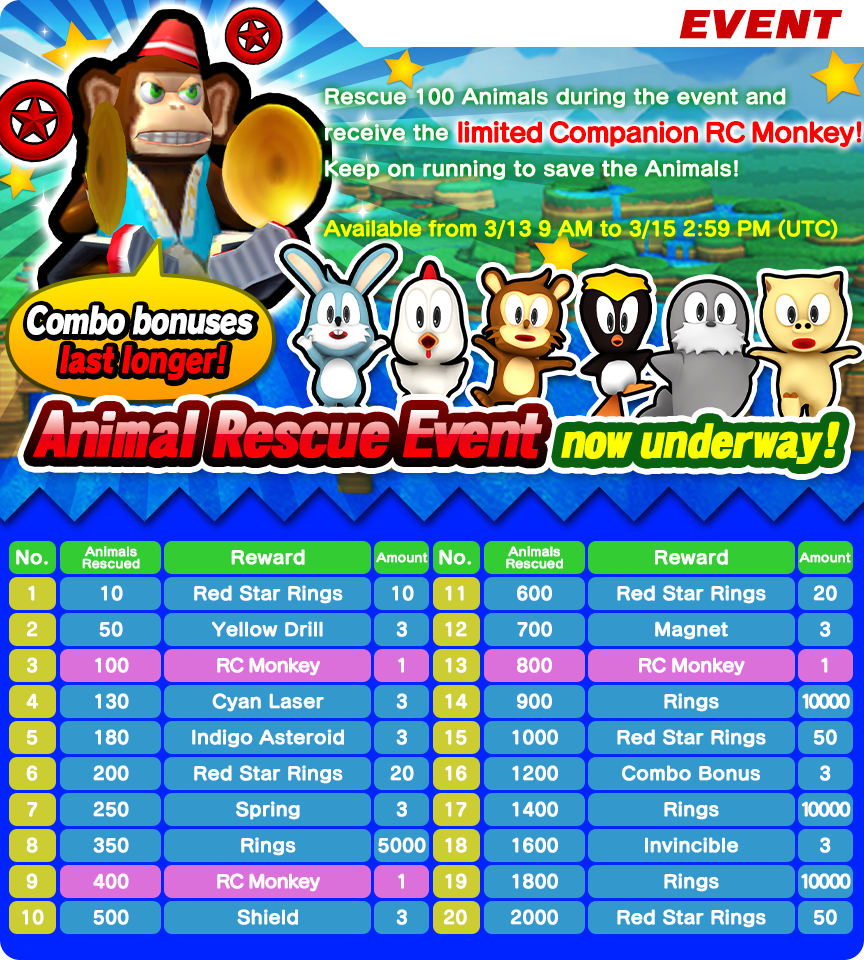 EVENT
Rescue 100 Animals during the event and
receive the limited Companion RC Monkey!
Keep on running to save the Animals!
Available from 3/13 9 AM to 3/15 2:59 PM (UTC)
Combo bonuses
last longer!
Animal Rescue Event now underway!
No. Animals Rescued Reward Amount No. Animals Rescued Reward Amount
1 10 Red Star Rings 10 11 600 Red Star Rings 20
2 50 Yellow Drill 3 12 700 Magnet 3
3 100 RC Monkey 1 13 800 RC Monkey 1
4 130 Cyan Laser 3 14 900 Rings 10000
5 180 Indigo Asteroid 3 15 1000 Red Star Rings 50
6 200 Red Star Rings 20 16 1200 Combo Bonus 3
7 250 Spring 3 17 1400 Rings 10000
8 350 Rings 5000 18 1600 Invincible 3
9 400 RC Monkey 1 19 1800 Rings 10000
10 500 Shield 3 20 2000 Red Star Rings 50